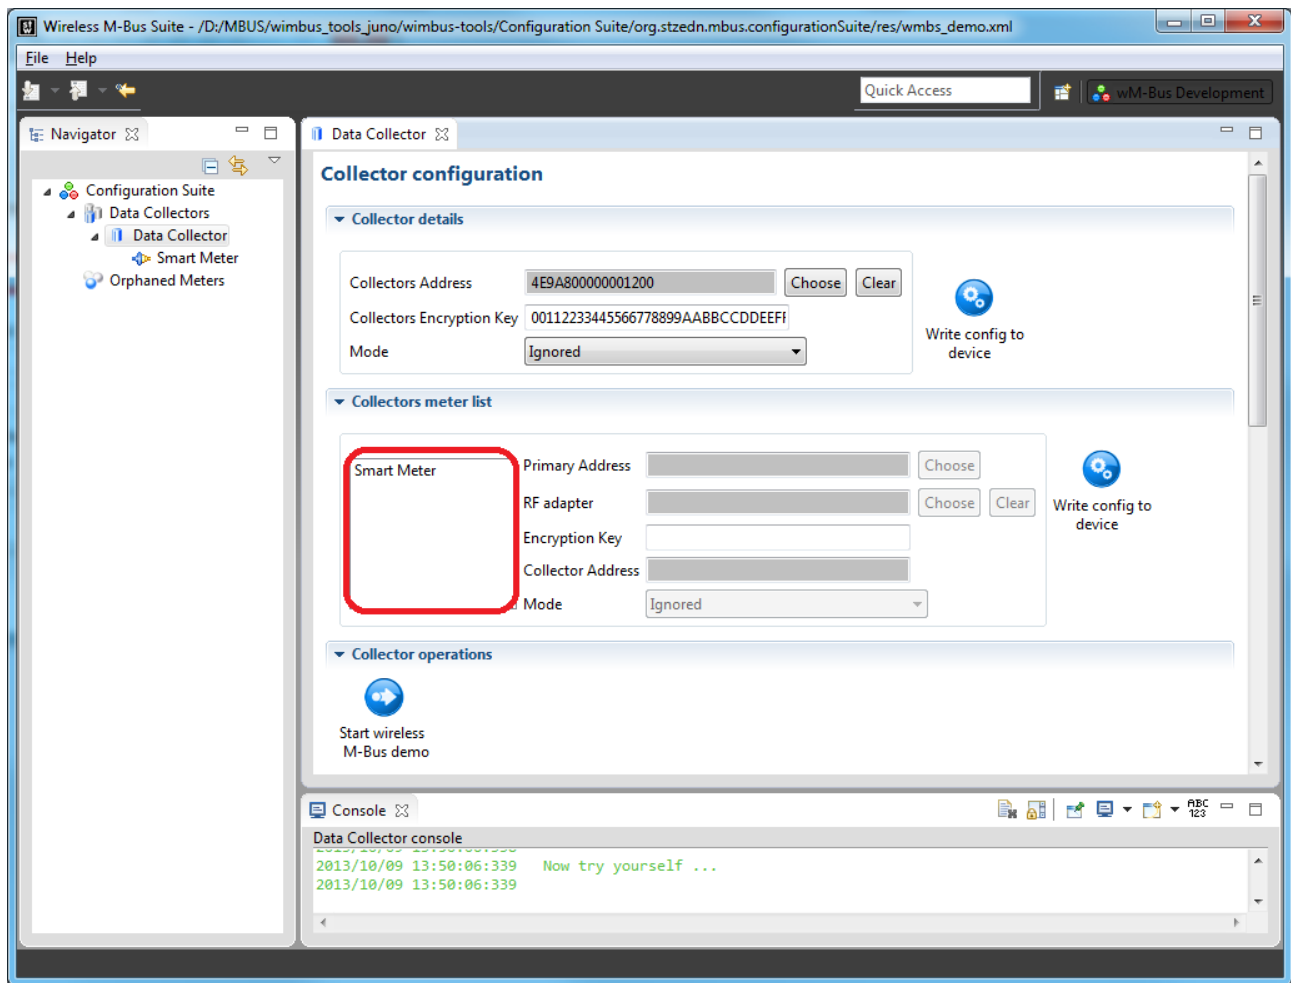 Wireless M-Bus Suite - /D:/MBUS/wimbus_tools_juno/wimbus-tools/Configuration Suite/org.stzedn.mbus.configurationSuite/res/wmbs_demo.xml
File Help
Quick Access
wM-Bus Development
Navigator
Configuration Suite
Data Collectors
Data Collector
Smart Meter
Orphaned Meters
Data Collector
Collector configuration
Collector details
Collectors Address 4E9A800000001200 Choose Clear
Collectors Encryption Key 00112233445566778899AABBCCDDEEFF
Mode Ignored
Write config to
device
Collectors meter list
Smart Meter
Primary Address Choose
RF adapter Choose Clear
Encryption Key
Collector Address
Mode Ignored
Write config to
device
Collector operations
Start wireless
M-Bus demo
Console
ABC
123
Data Collector console
2013/10/09 13:50:06:339 Now try yourself ...
2013/10/09 13:50:06:339